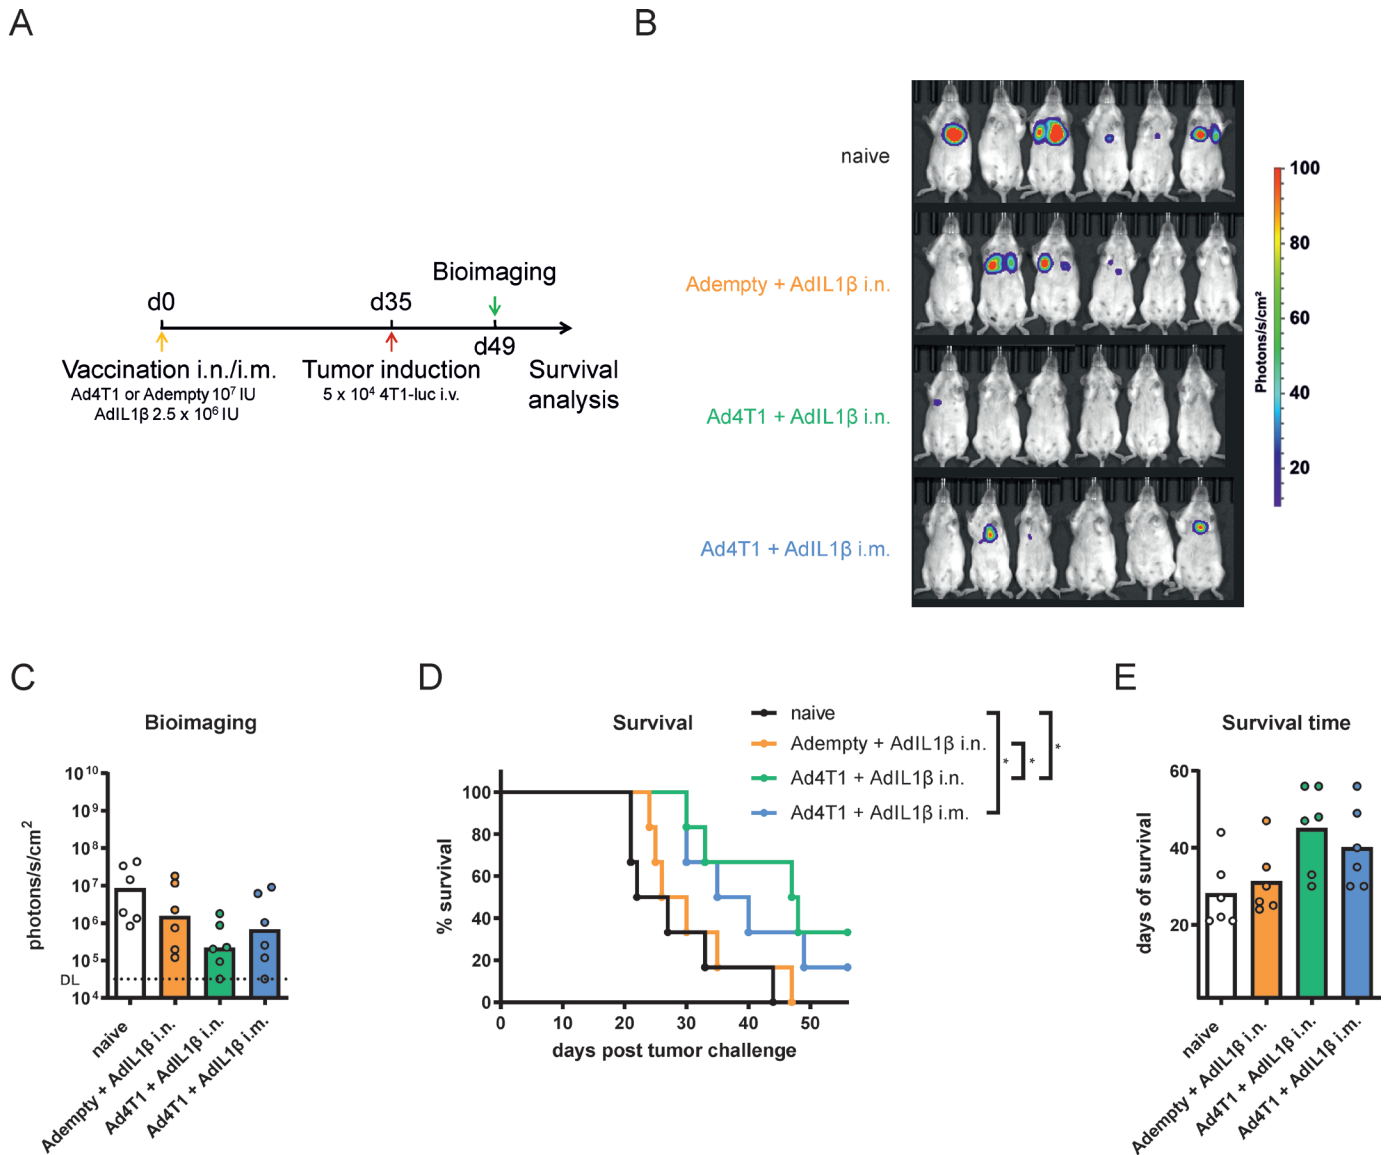 A
B
Bioimaging
d0
d35
d49
Vaccination i.n./i.m.
Ad4T1 or Adempty 10⁷ IU
AdIL1β 2.5 x 10⁶ IU
Tumor induction
5 x 10⁴ 4T1-luc i.v.
Survival
analysis
naive
Adempty + AdIL1β i.n.
Ad4T1 + AdIL1β i.n.
Ad4T1 + AdIL1β i.m.
100
80
60
40
20
Photons/s/cm²
C
Bioimaging
photons/s/cm²
10¹⁰
10⁹
10⁸
10⁷
10⁶
10⁵
10⁴
DL
naive
Adempty + AdIL1β i.n.
Ad4T1 + AdIL1β i.n.
Ad4T1 + AdIL1β i.m.
D
Survival
naive
Adempty + AdIL1β i.n.
Ad4T1 + AdIL1β i.n.
Ad4T1 + AdIL1β i.m.
* * *
% survival
100
80
60
40
20
0
0 10 20 30 40 50
days post tumor challenge
E
Survival time
days of survival
60
40
20
naive
Adempty + AdIL1β i.n.
Ad4T1 + AdIL1β i.n.
Ad4T1 + AdIL1β i.m.